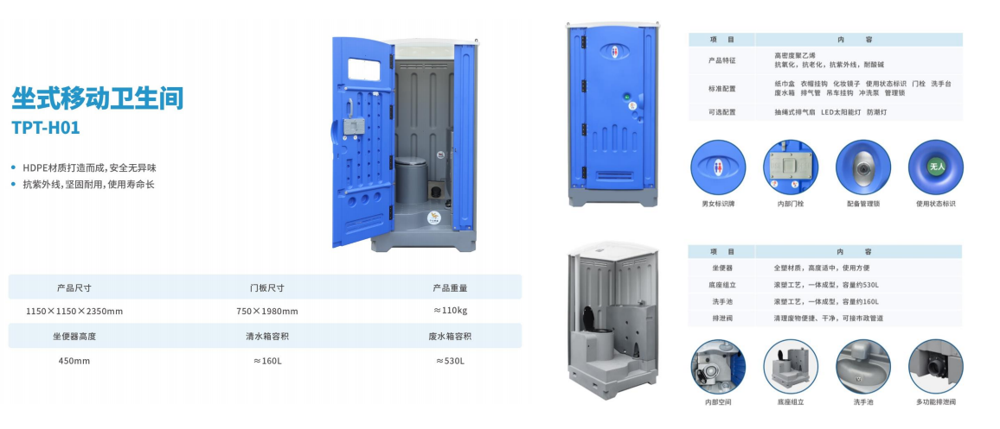 坐式移动卫生间
TPT-H01
HDPE材质打造而成,安全无异味
抗紫外线,坚固耐用,使用寿命长
产品尺寸 门板尺寸 产品重量
1150×1150×2350mm 750×1980mm ≈110kg
坐便器高度 清水箱容积 废水箱容积
450mm ≈160L ≈530L
项 目 内 容
产品特征 高密度聚乙烯
抗氧化，抗老化，抗紫外线，耐酸碱
标准配置 纸巾盒 衣帽挂钩 化妆镜子 使用状态标识 门栓 洗手台
废水箱 排气管 吊车挂钩 冲洗泵 管理锁
可选配置 抽绳式排气扇 LED太阳能灯 防潮灯
无人
男女标识牌 内部门栓 配备管理锁 使用状态标识
项 目 内 容
坐便器 全塑材质，高度适中，使用方便
底座组立 滚塑工艺，一体成型，容量约530L
洗手池 滚塑工艺，一体成型，容量约160L
排泄阀 清理废物便捷、干净，可接市政管道
内部空间 底座组立 洗手池 多功能排泄阀